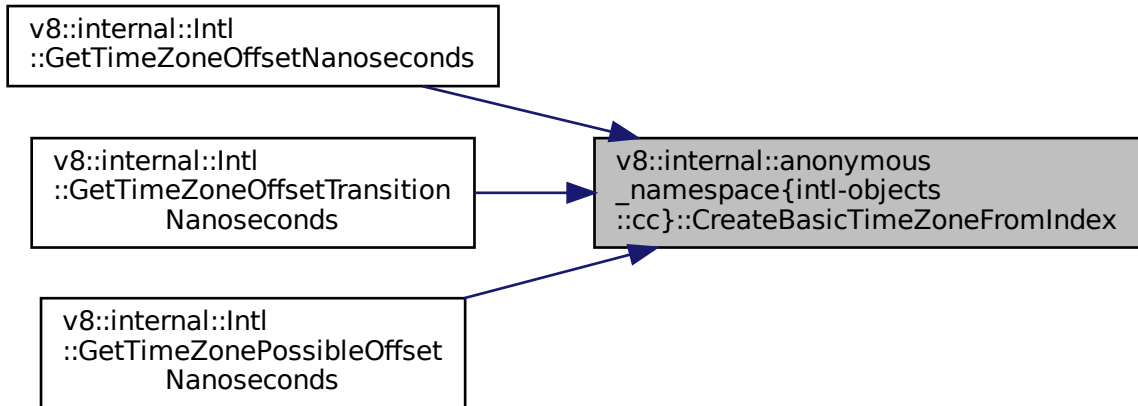 v8::internal::Intl
::GetTimeZoneOffsetNanoseconds
v8::internal::Intl
::GetTimeZoneOffsetTransition
Nanoseconds
v8::internal::Intl
::GetTimeZonePossibleOffset
Nanoseconds
v8::internal::anonymous
_namespace{intl-objects
::cc}::CreateBasicTimeZoneFromIndex